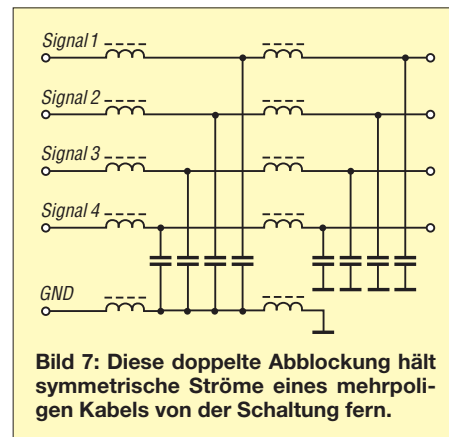 Signal 1
Signal 2
Signal 3
Signal 4
GND
Bild 7: Diese doppelte Abblockung hält
symmetrische Ströme eines mehrpoli-
gen Kabels von der Schaltung fern.